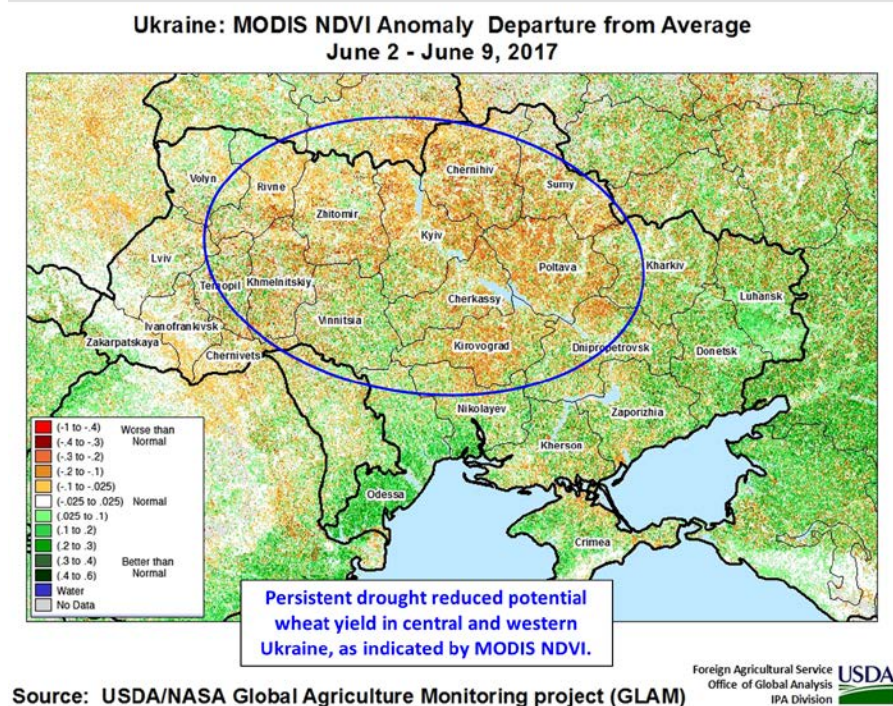 Ukraine: MODIS NDVI Anomaly Departure from Average
June 2 - June 9, 2017
Chernihiv
Volyn
Rivne
Sumy
Zhitomir
Kyiv
Lviv
Poltava
Kharkiv
Ternopil
Khmelnitskiy
Cherkassy
Luhansk
Ivanofrankivsk
Vinnitsia
Zakarpatskaya
Kirovograd
Dnipropetrovsk
Chernivets
Donetsk
Nikolayev
Zaporizhia
Kherson
Odessa
Crimea
(-1 to -.4)
Worse than
Normal
(-.4 to -.3)
(-.3 to -.2)
(-.2 to -.1)
(-.1 to -.025)
(-.025 to .025) Normal
(.025 to .1)
(.1 to .2)
(.2 to .3)
(.3 to .4)
Better than
Normal
(.4 to .6)
Water
No Data
Persistent drought reduced potential
wheat yield in central and western
Ukraine, as indicated by MODIS NDVI.
Source: USDA/NASA Global Agriculture Monitoring project (GLAM)
Foreign Agricultural Service
Office of Global Analysis
IPA Division
USDA